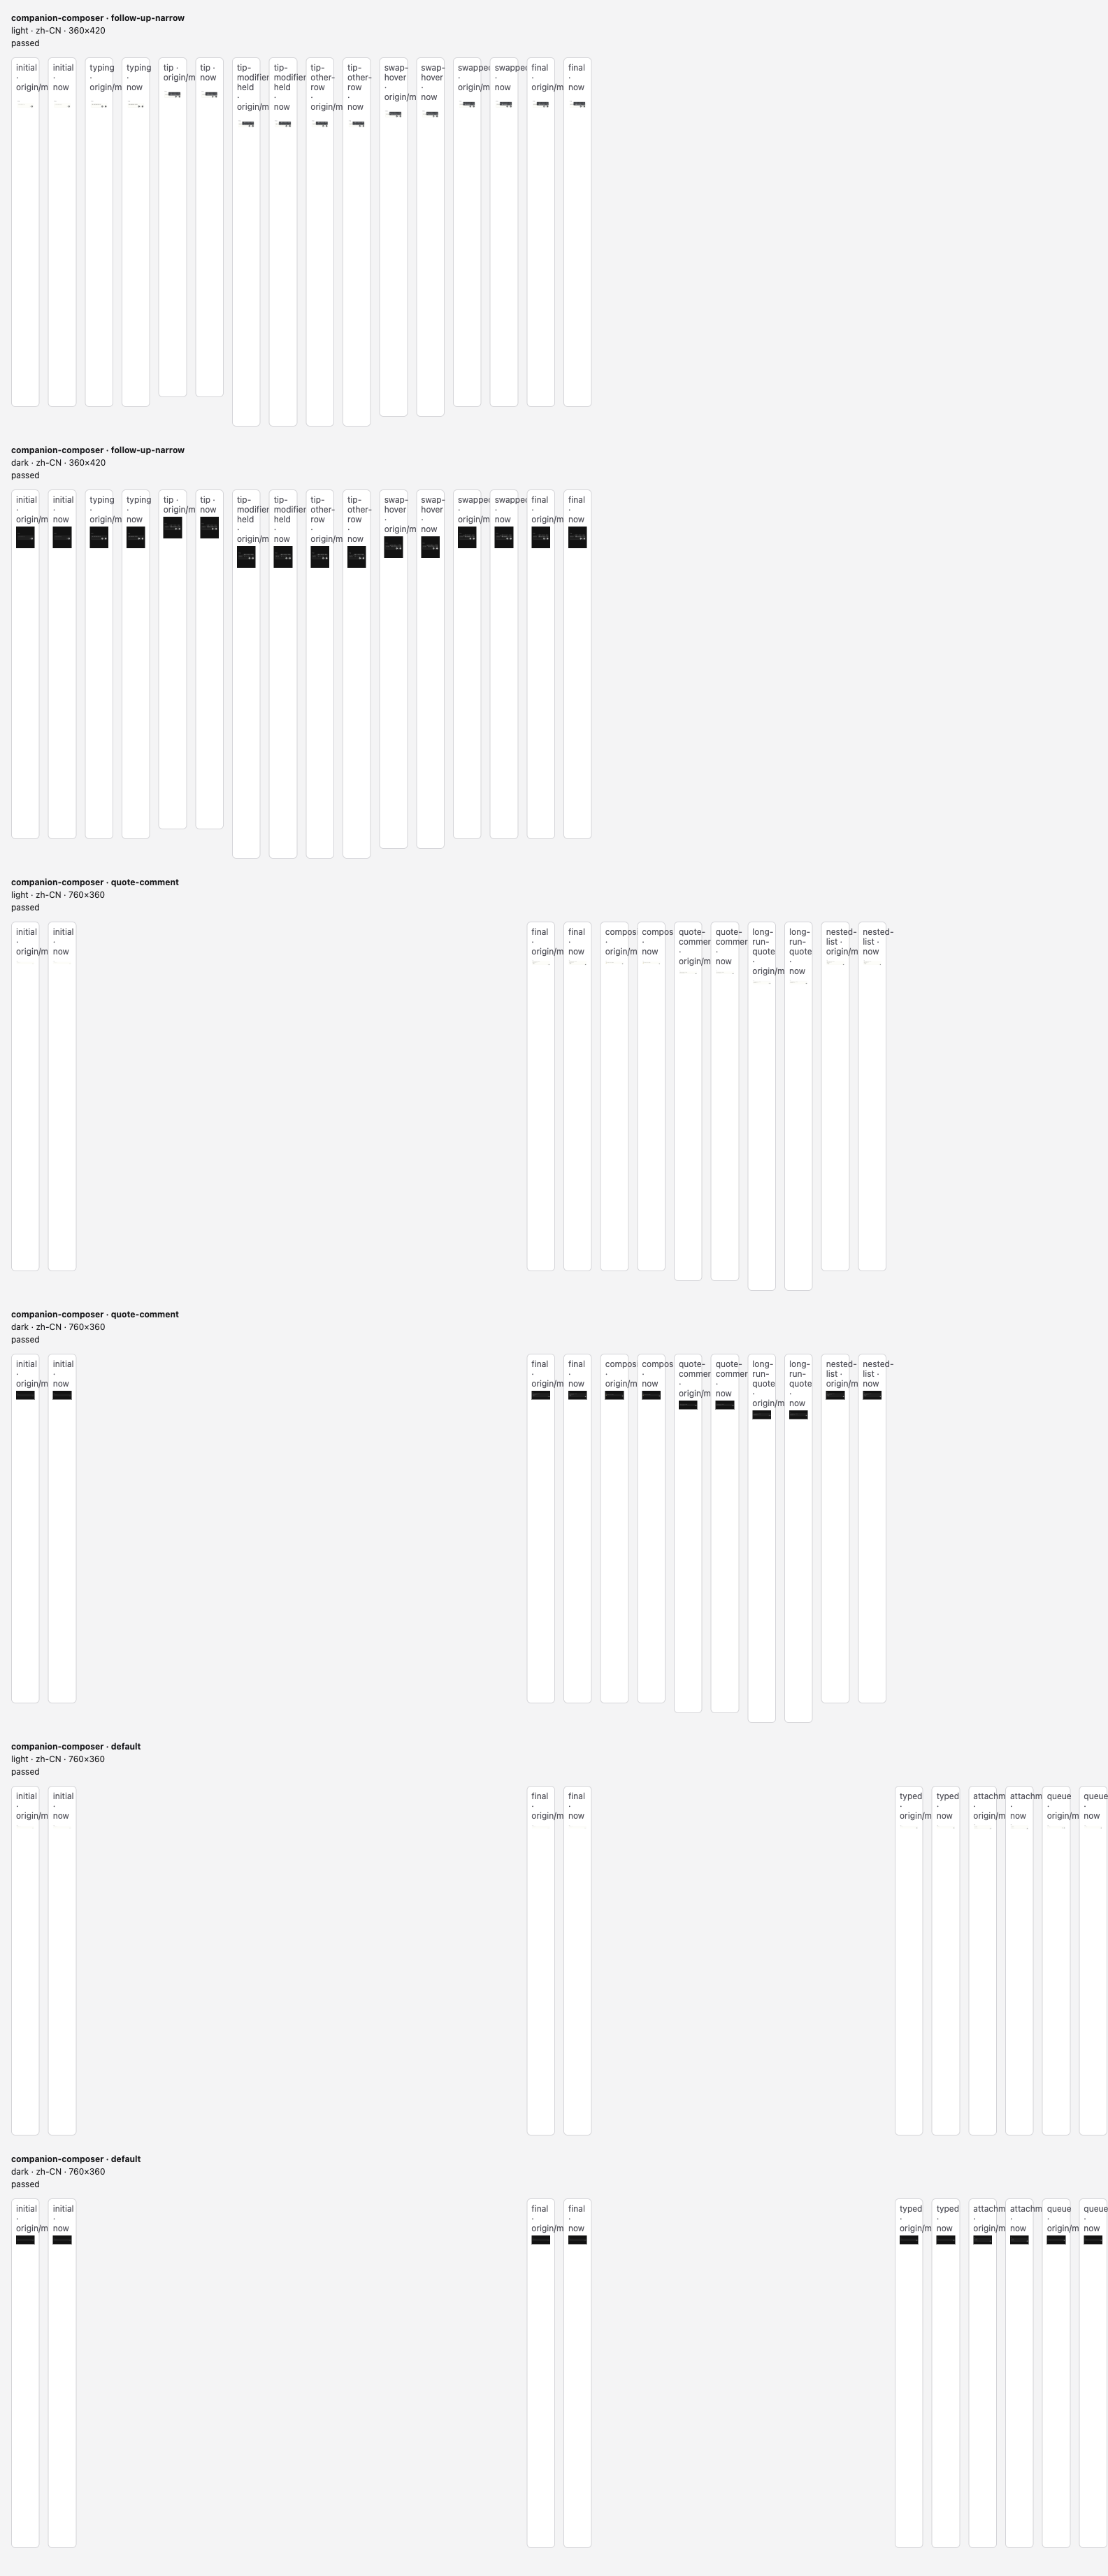 companion-composer · follow-up-narrow
light · zh-CN · 360×420
passed
initial
·
origin/m
initial
·
now
typing
·
origin/m
typing
·
now
tip ·
origin/m
tip ·
now
tip-
modifier
held
·
origin/m
tip-
modifier
held
·
now
tip-
other-
row
·
origin/m
tip-
other-
row
·
now
swap-
hover
·
origin/m
swap-
hover
·
now
swapped
·
origin/m
swapped
·
now
final
·
origin/m
final
·
now
companion-composer · follow-up-narrow
dark · zh-CN · 360×420
passed
initial
·
origin/m
initial
·
now
typing
·
origin/m
typing
·
now
tip ·
origin/m
tip ·
now
tip-
modifier
held
·
origin/m
tip-
modifier
held
·
now
tip-
other-
row
·
origin/m
tip-
other-
row
·
now
swap-
hover
·
origin/m
swap-
hover
·
now
swapped
·
origin/m
swapped
·
now
final
·
origin/m
final
·
now
companion-composer · quote-comment
light · zh-CN · 760×360
passed
initial
·
origin/m
initial
·
now
final
·
origin/m
final
·
now
compos
·
origin/m
compos
·
now
quote-
commer
·
origin/m
quote-
commer
·
now
long-
run-
quote
·
origin/m
long-
run-
quote
·
now
nested-
list ·
origin/m
nested-
list ·
now
companion-composer · quote-comment
dark · zh-CN · 760×360
passed
initial
·
origin/m
initial
·
now
final
·
origin/m
final
·
now
compos
·
origin/m
compos
·
now
quote-
commer
·
origin/m
quote-
commer
·
now
long-
run-
quote
·
origin/m
long-
run-
quote
·
now
nested-
list ·
origin/m
nested-
list ·
now
companion-composer · default
light · zh-CN · 760×360
passed
initial
·
origin/m
initial
·
now
final
·
origin/m
final
·
now
typed
·
origin/m
typed
·
now
attachm
·
origin/m
attachm
·
now
queue
·
origin/m
queue
·
now
companion-composer · default
dark · zh-CN · 760×360
passed
initial
·
origin/m
initial
·
now
final
·
origin/m
final
·
now
typed
·
origin/m
typed
·
now
attachm
·
origin/m
attachm
·
now
queue
·
origin/m
queue
·
now